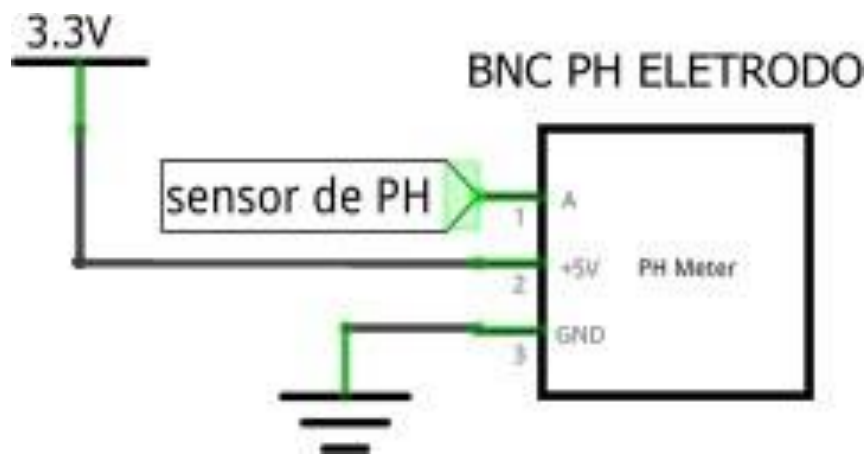 3.3V
BNC PH ELETRODO
sensor de PH
1
A
2
+5V
PH Meter
3
GND